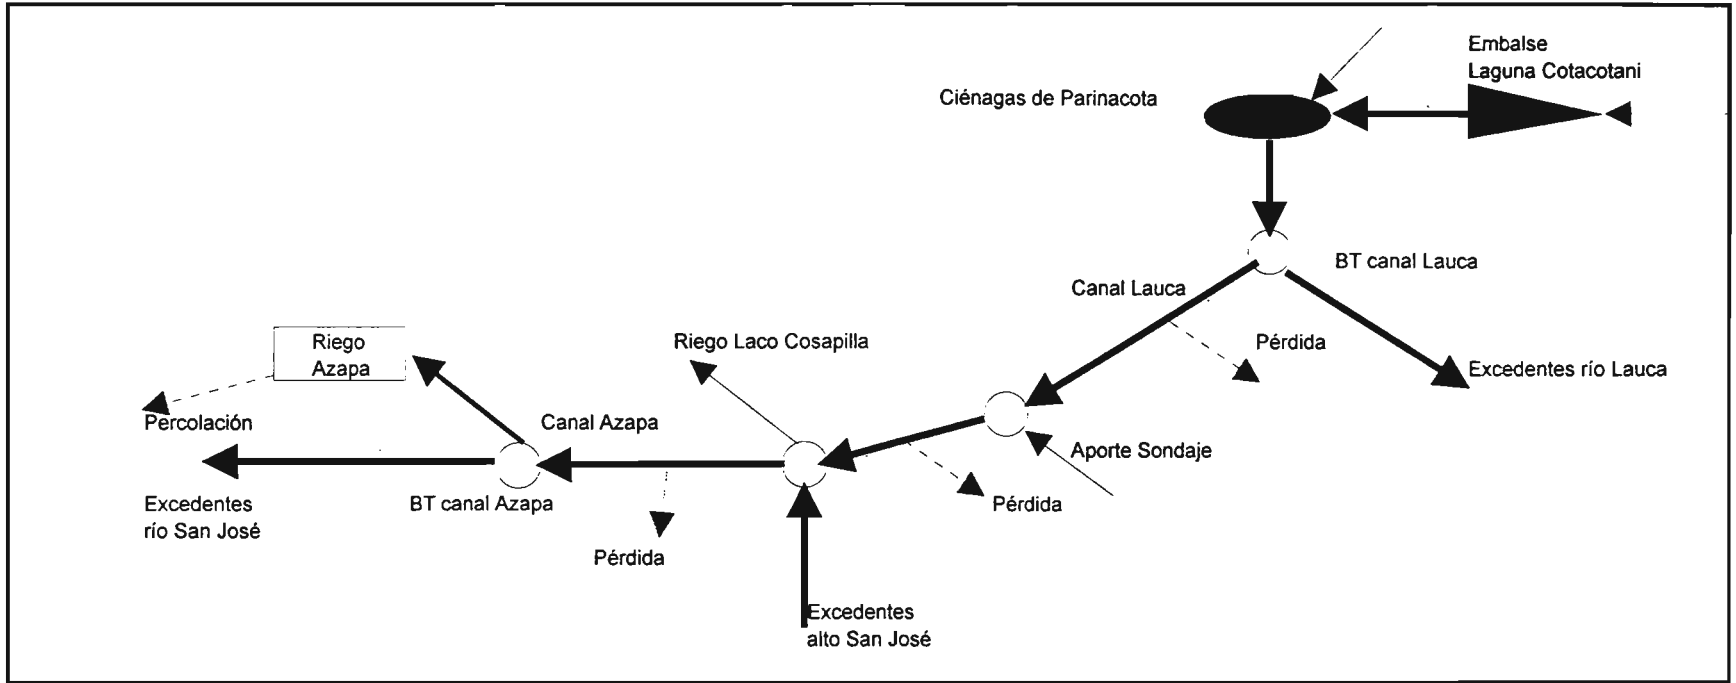 Embalse
Laguna Cotacotani
Ciénagas de Parinacota
BT canal Lauca
Canal Lauca
Pérdida
Excedentes río Lauca
Riego Laco Cosapilla
Riego
Azapa
Percolación
Canal Azapa
Aporte Sondaje
Pérdida
BT canal Azapa
Excedentes
río San José
Pérdida
Excedentes
alto San José